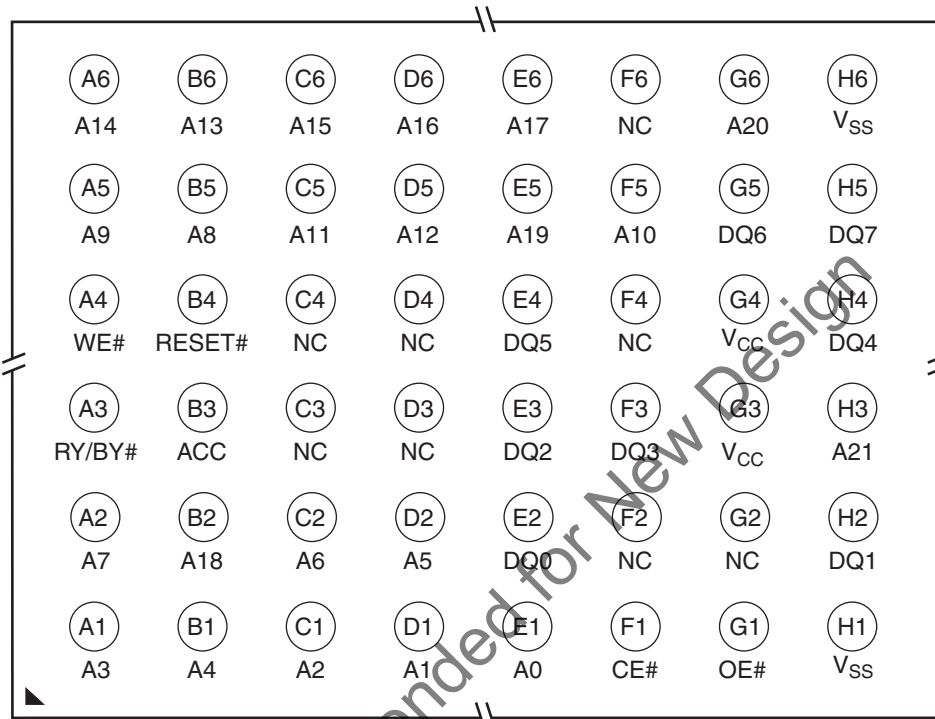 A6 B6 C6 D6 E6 F6 G6 H6
A14 A13 A15 A16 A17 NC A20 VSS
A5 B5 C5 D5 E5 F5 G5 H5
A9 A8 A11 A12 A19 A10 DQ6 DQ7
A4 B4 C4 D4 E4 F4 G4 H4
WE# RESET# NC NC DQ5 NC VCC DQ4
A3 B3 C3 D3 E3 F3 G3 H3
RY/BY# ACC NC NC DQ2 DQ3 VCC A21
A2 B2 C2 D2 E2 F2 G2 H2
A7 A18 A6 A5 DQ0 NC NC DQ1
A1 B1 C1 D1 E1 F1 G1 H1
A3 A4 A2 A1 A0 CE# OE# VSS
for New Design